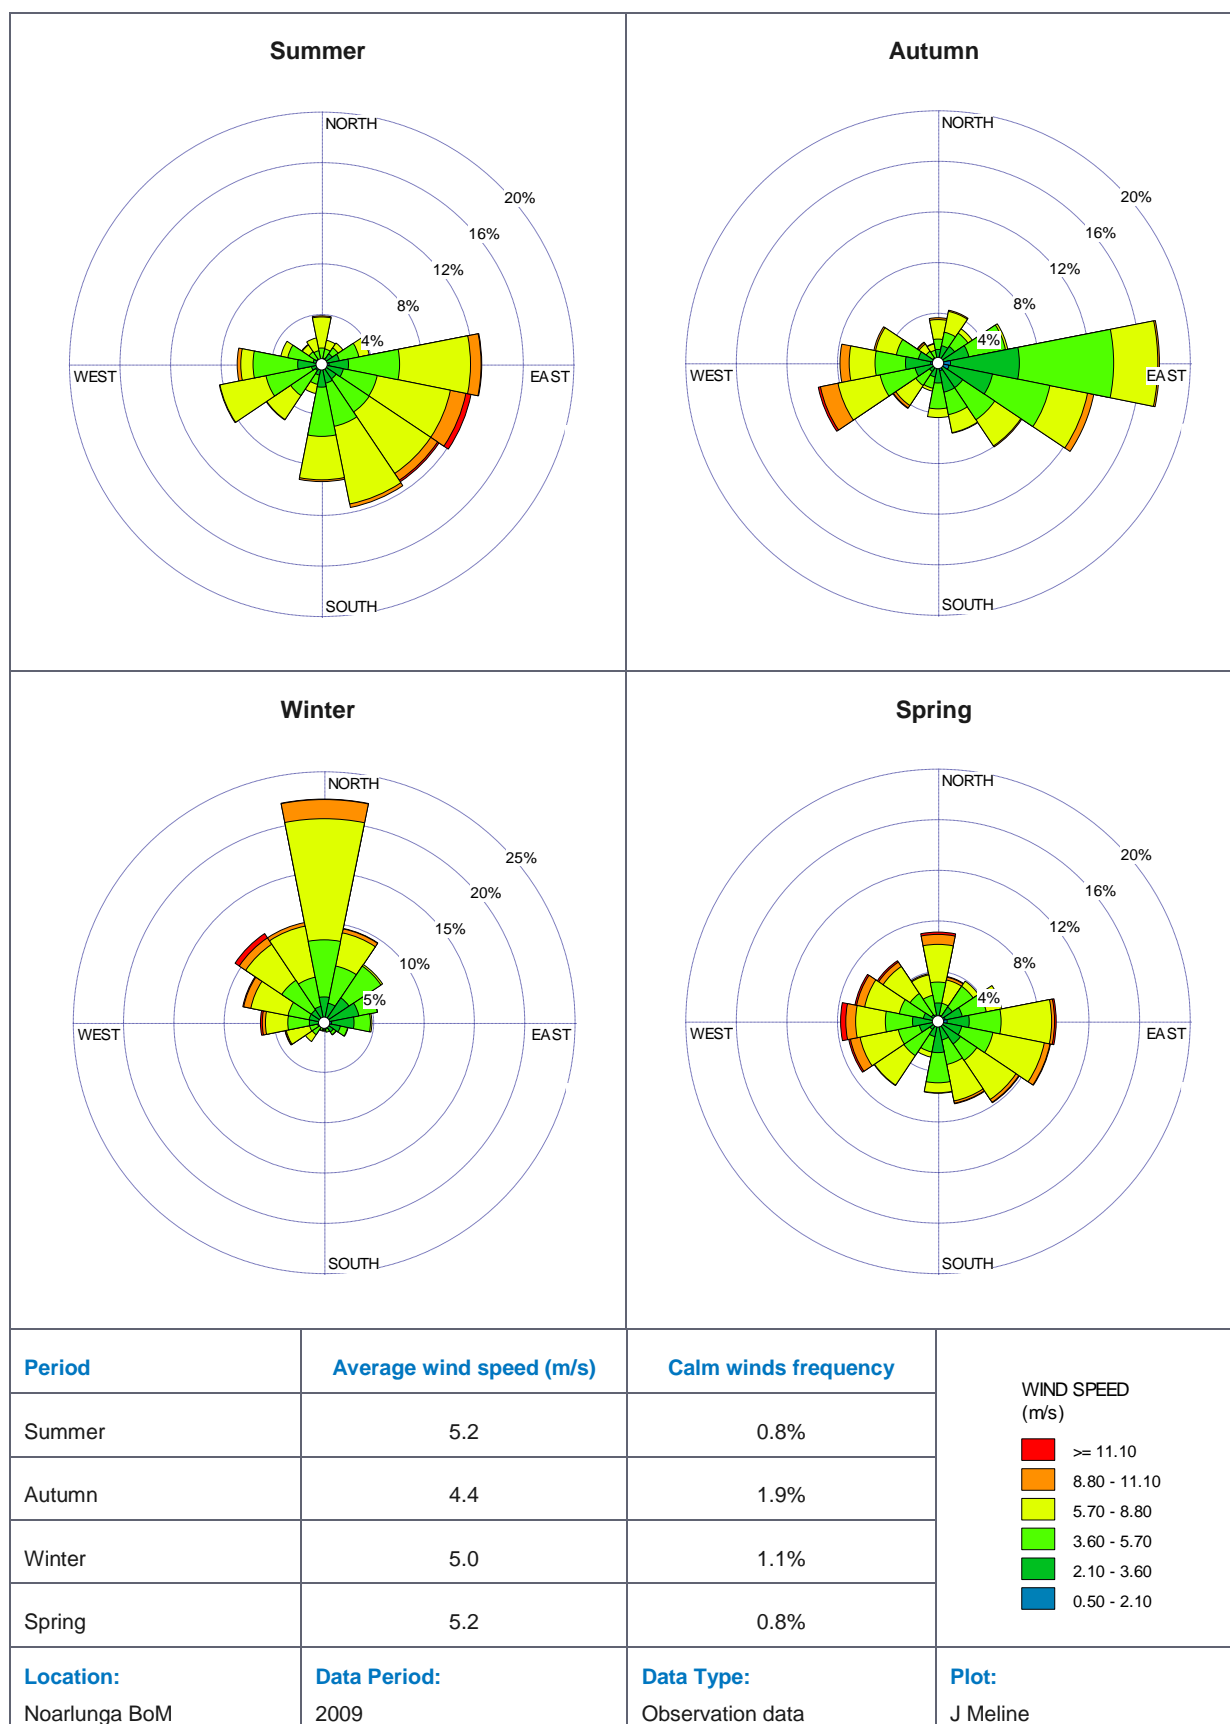 Summer
NORTH
20%
16%
12%
8%
4%
WEST
EAST
SOUTH
Autumn
NORTH
20%
16%
12%
8%
4%
WEST
EAST
SOUTH
Winter
NORTH
25%
20%
15%
10%
5%
WEST
EAST
SOUTH
Spring
NORTH
20%
16%
12%
8%
4%
WEST
EAST
SOUTH
Period Average wind speed (m/s) Calm winds frequency
Summer 5.2 0.8%
Autumn 4.4 1.9%
Winter 5.0 1.1%
Spring 5.2 0.8%
WIND SPEED
(m/s)
>= 11.10
8.80 - 11.10
5.70 - 8.80
3.60 - 5.70
2.10 - 3.60
0.50 - 2.10
Location: Data Period: Data Type: Plot:
Noarlunga BoM 2009 Observation data J Meline